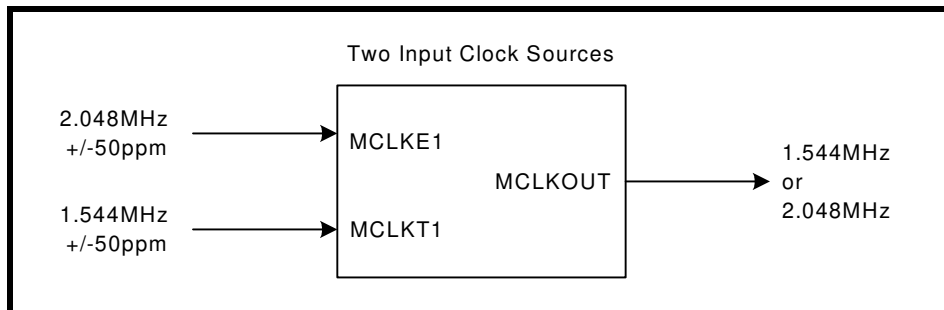 Two Input Clock Sources
2.048MHz
+/-50ppm
MCLKE1
1.544MHz
+/-50ppm
MCLKT1
MCLKOUT
1.544MHz
or
2.048MHz